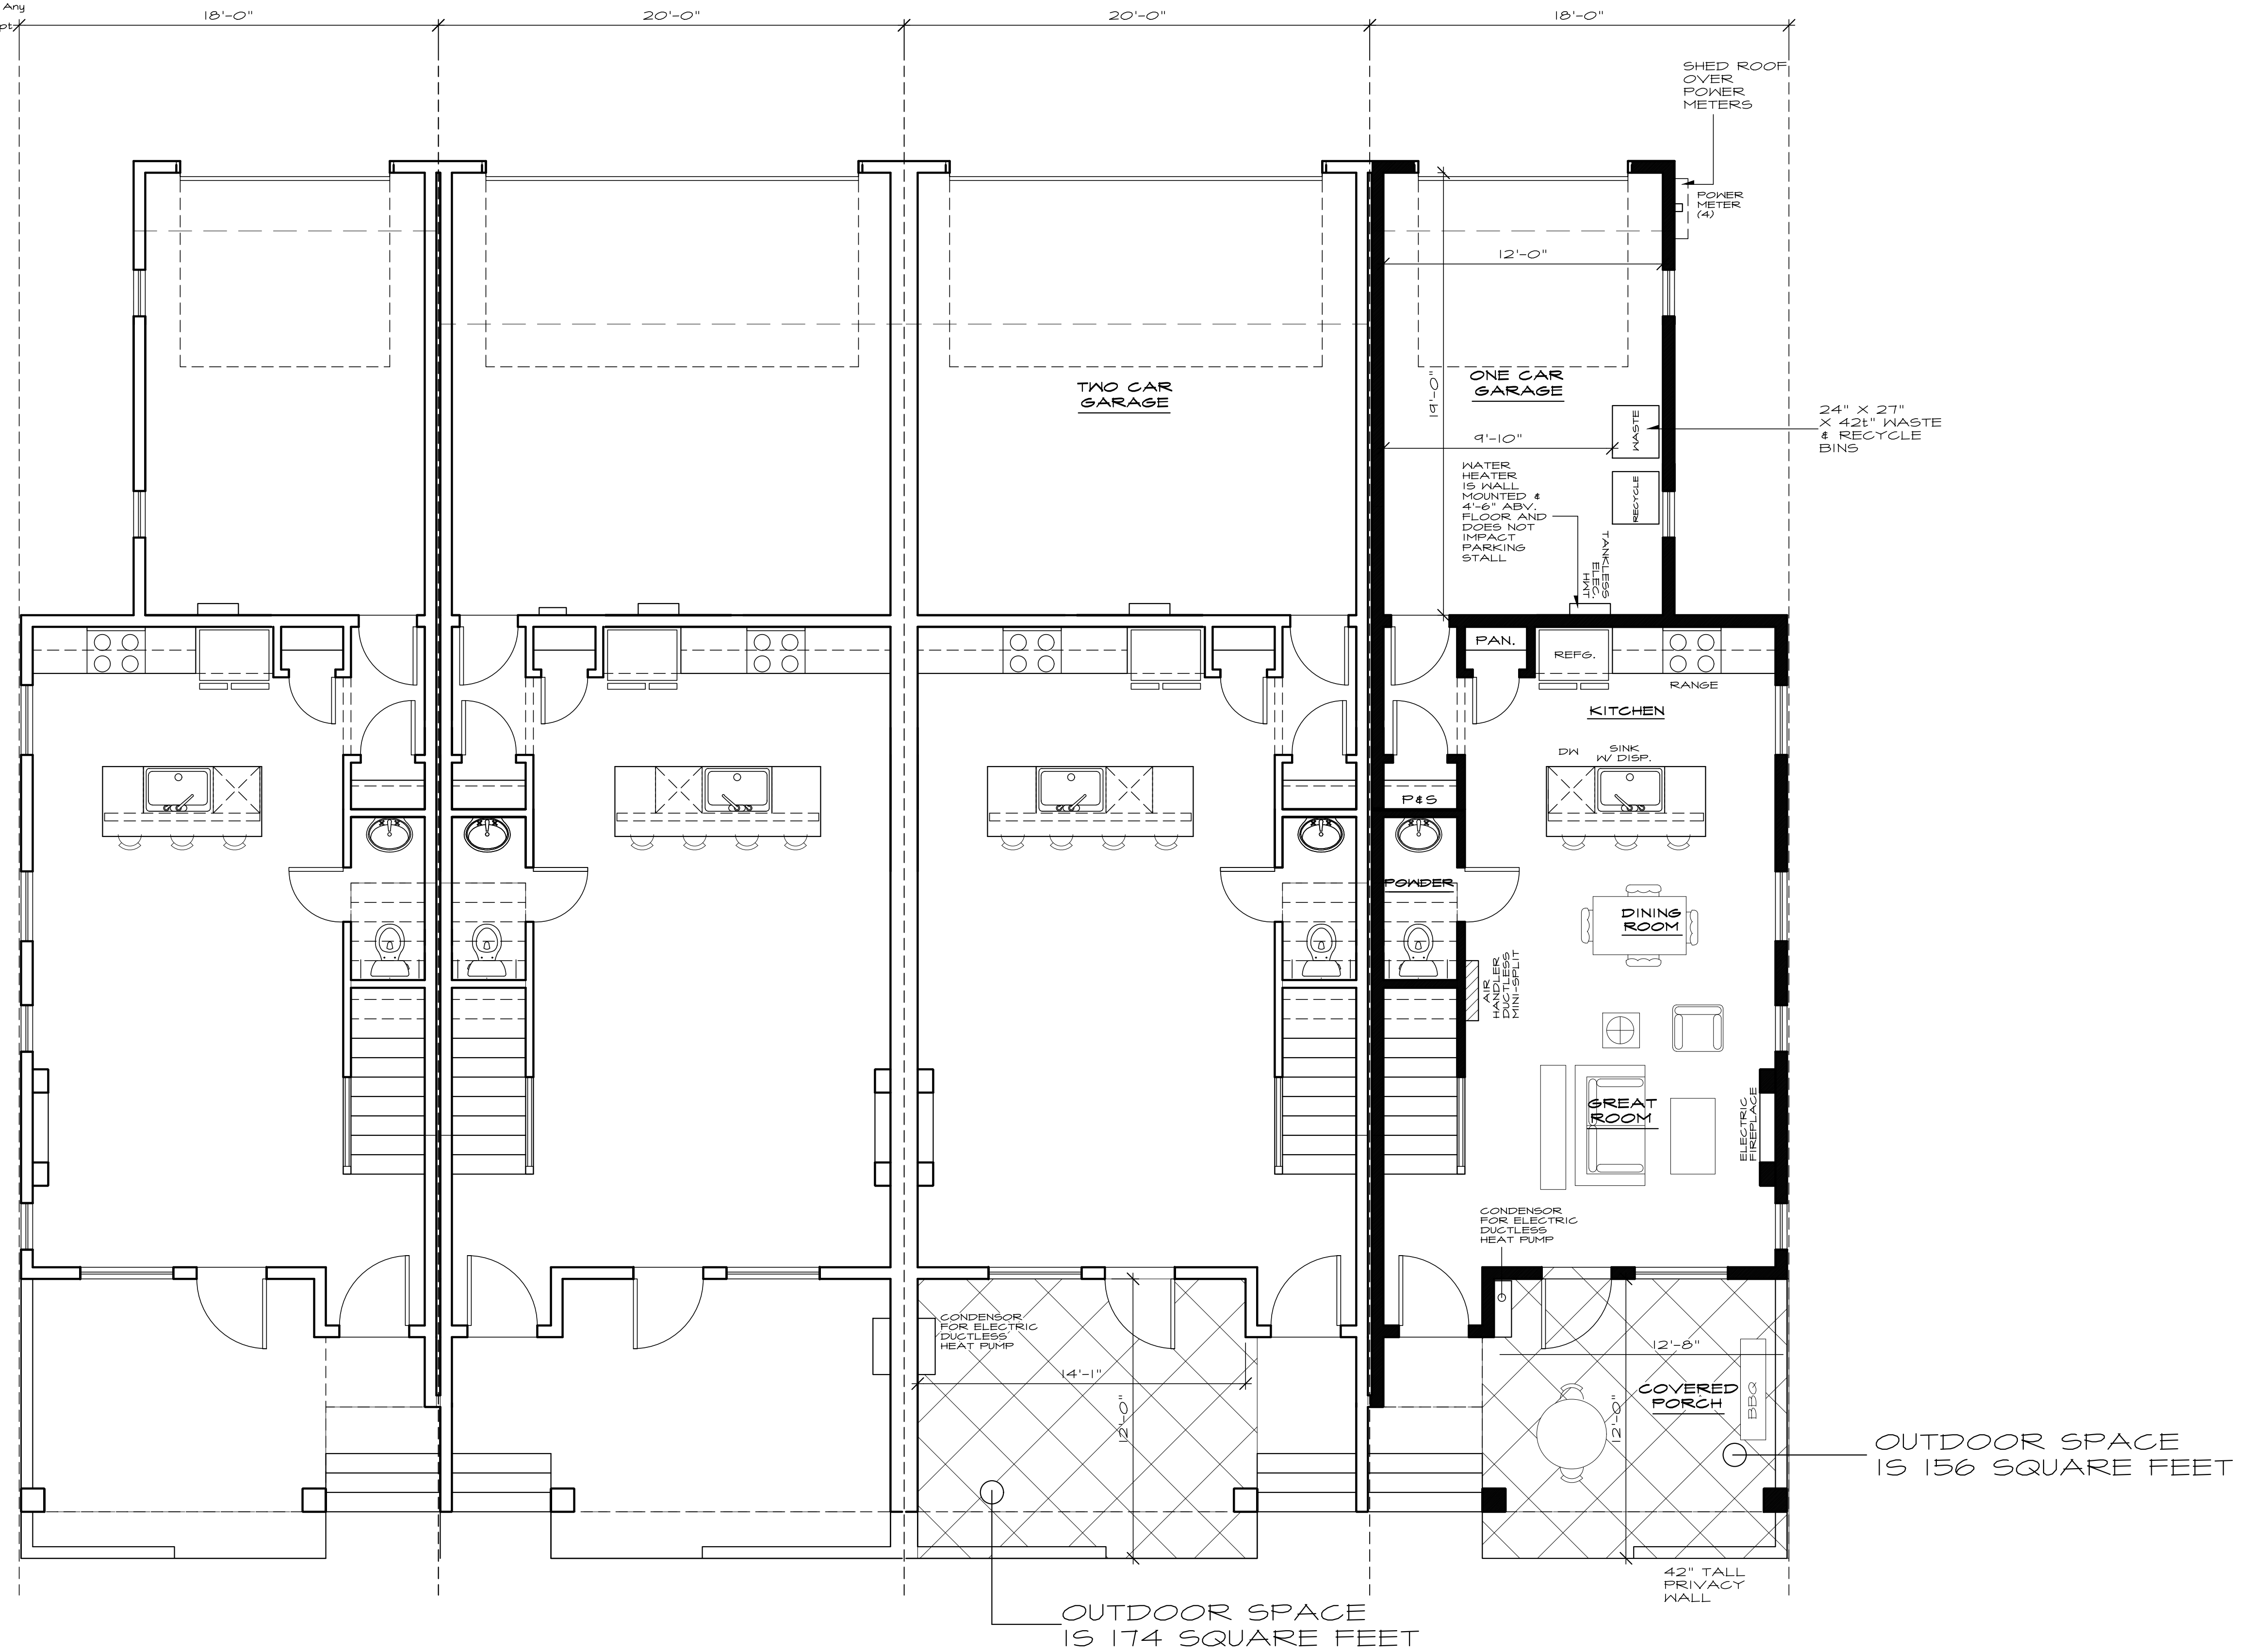 Any
pt
18'-0"
20'-0"
20'-0"
18'-0"
SHED ROOF
OVER
POWER
METERS
POWER
METER
(4)
12'-0"
19'-0"
TWO CAR
GARAGE
ONE CAR
GARAGE
WASTE
24" X 27"
X 42t" WASTE
& RECYCLE
BINS
9'-10"
WATER
HEATER
IS WALL
MOUNTED &
4'-6" ABV.
FLOOR AND
DOES NOT
IMPACT
PARKING
STALL
RECYCLE
TANKLESS
ELEC.
HWT
PAN.
REFG.
RANGE
KITCHEN
DW
SINK
W/ DISP.
P&S
POWDER
DINING
ROOM
AIR
HANDLER
DUCTLESS
MINI-SPLIT
GREAT
ROOM
ELECTRIC
FIREPLACE
CONDENSOR
FOR ELECTRIC
DUCTLESS
HEAT PUMP
CONDENSOR
FOR ELECTRIC
DUCTLESS
HEAT PUMP
14'-1"
12'-0"
12'-8"
COVERED
PORCH
BBQ
12'-0"
OUTDOOR SPACE
IS 156 SQUARE FEET
42" TALL
PRIVACY
WALL
OUTDOOR SPACE
IS 174 SQUARE FEET